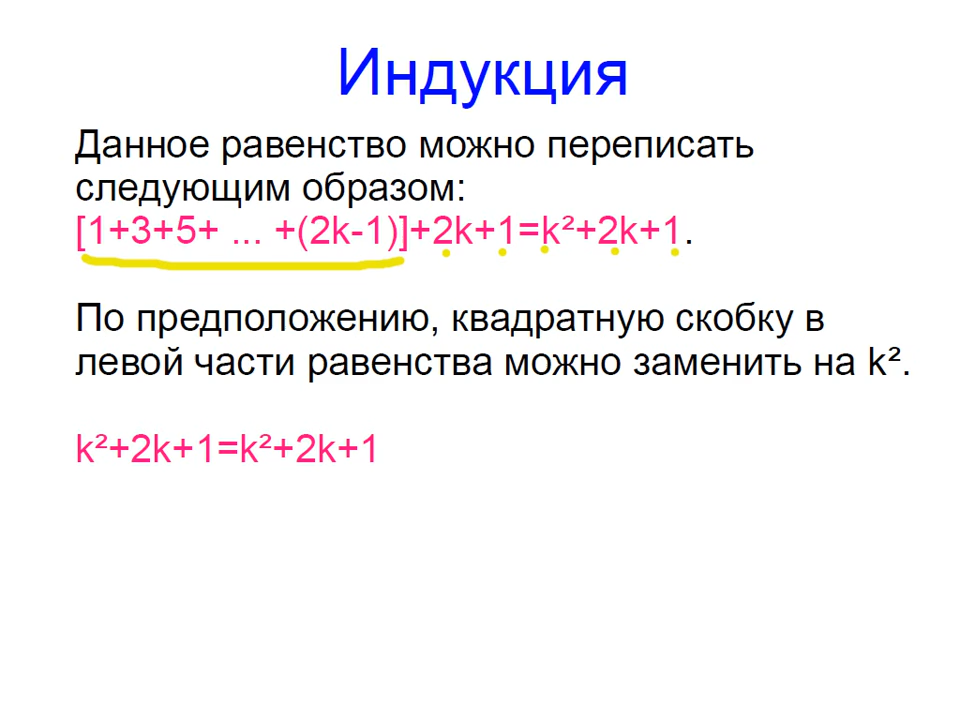 Индукция
Данное равенство можно переписать
следующим образом:
[1+3+5+ ... +(2k-1)]+2k+1=k²+2k+1.
По предположению, квадратную скобку в
левой части равенства можно заменить на k².
k²+2k+1=k²+2k+1